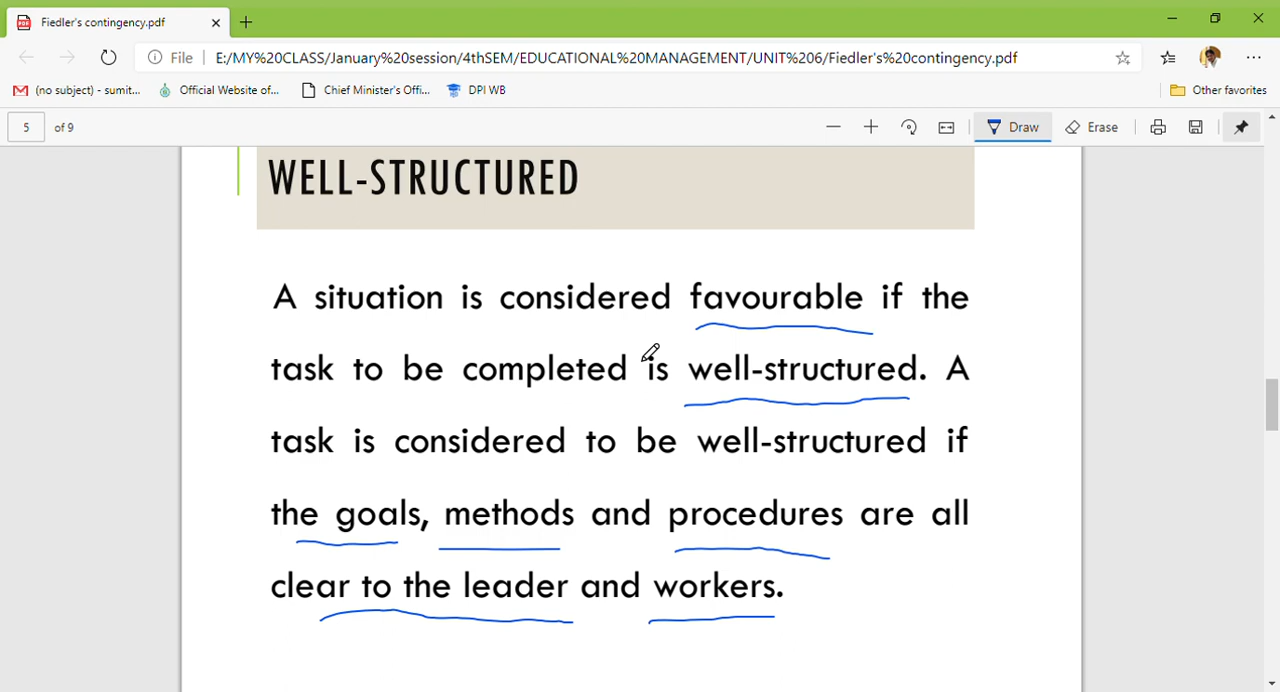 Fiedler's contingency.pdf
File E:/MY%20CLASS/January%20session/4thSEM/EDUCATIONAL%20MANAGEMENT/UNIT%206/Fiedler's%20contingency.pdf
(no subject) - sumit... Official Website of... Chief Minister's Offi... DPI WB Other favorites
5 of 9 Draw Erase
WELL-STRUCTURED
A situation is considered favourable if the
task to be completed is well-structured. A
task is considered to be well-structured if
the goals, methods and procedures are all
clear to the leader and workers.